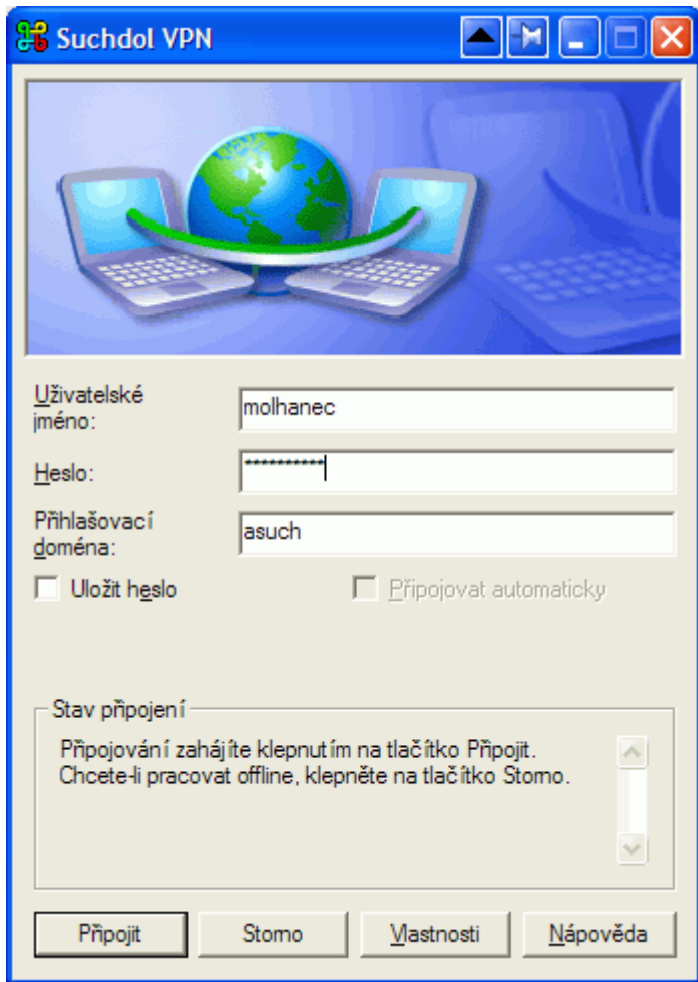 Suchdol VPN
Uživatelské
jméno:
molhanec
Heslo:
**********
Přihlašovací
doména:
asuch
Uložit heslo
Připojovat automaticky
Stav připojení
Připojování zahájíte klepnutím na tlačítko Připojit.
Chcete-li pracovat offline, klepněte na tlačítko Storno.
Připojit
Storno
Vlastnosti
Nápověda